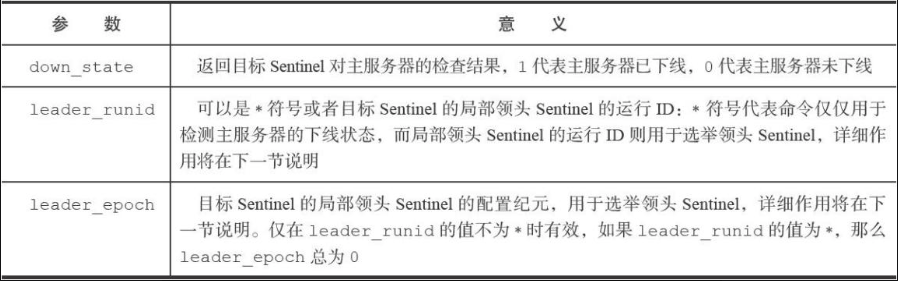 参 数 意 义
down_state 返回目标 Sentinel 对主服务器的检查结果，1 代表主服务器已下线，0 代表主服务器未下线
leader_runid 可以是 * 符号或者目标 Sentinel 的局部领头 Sentinel 的运行 ID：* 符号代表命令仅仅用于
检测主服务器的下线状态，而局部领头 Sentinel 的运行 ID 则用于选举领头 Sentinel，详细作
用将在下一节说明
leader_epoch 目标 Sentinel 的局部领头 Sentinel 的配置纪元，用于选举领头 Sentinel，详细作用将在下
一节说明。仅在 leader_runid 的值不为 * 时有效，如果 leader_runid 的值为 *，那么
leader_epoch 总为 0